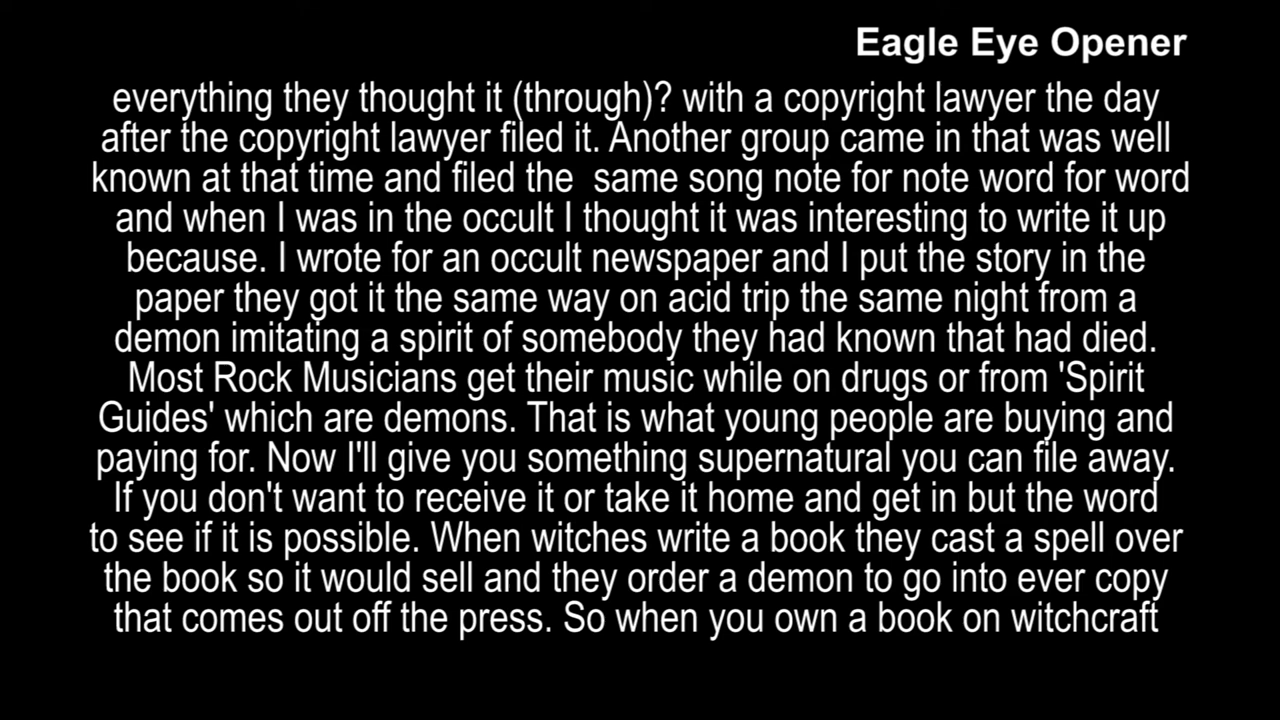 Eagle Eye Opener
everything they thought it (through)? with a copyright lawyer the day
after the copyright lawyer filed it. Another group came in that was well
known at that time and filed the  same song note for note word for word
and when I was in the occult I thought it was interesting to write it up
because. I wrote for an occult newspaper and I put the story in the
paper they got it the same way on acid trip the same night from a
demon imitating a spirit of somebody they had known that had died.
Most Rock Musicians get their music while on drugs or from 'Spirit
Guides' which are demons. That is what young people are buying and
paying for. Now I'll give you something supernatural you can file away.
If you don't want to receive it or take it home and get in but the word
to see if it is possible. When witches write a book they cast a spell over
the book so it would sell and they order a demon to go into ever copy
that comes out off the press. So when you own a book on witchcraft